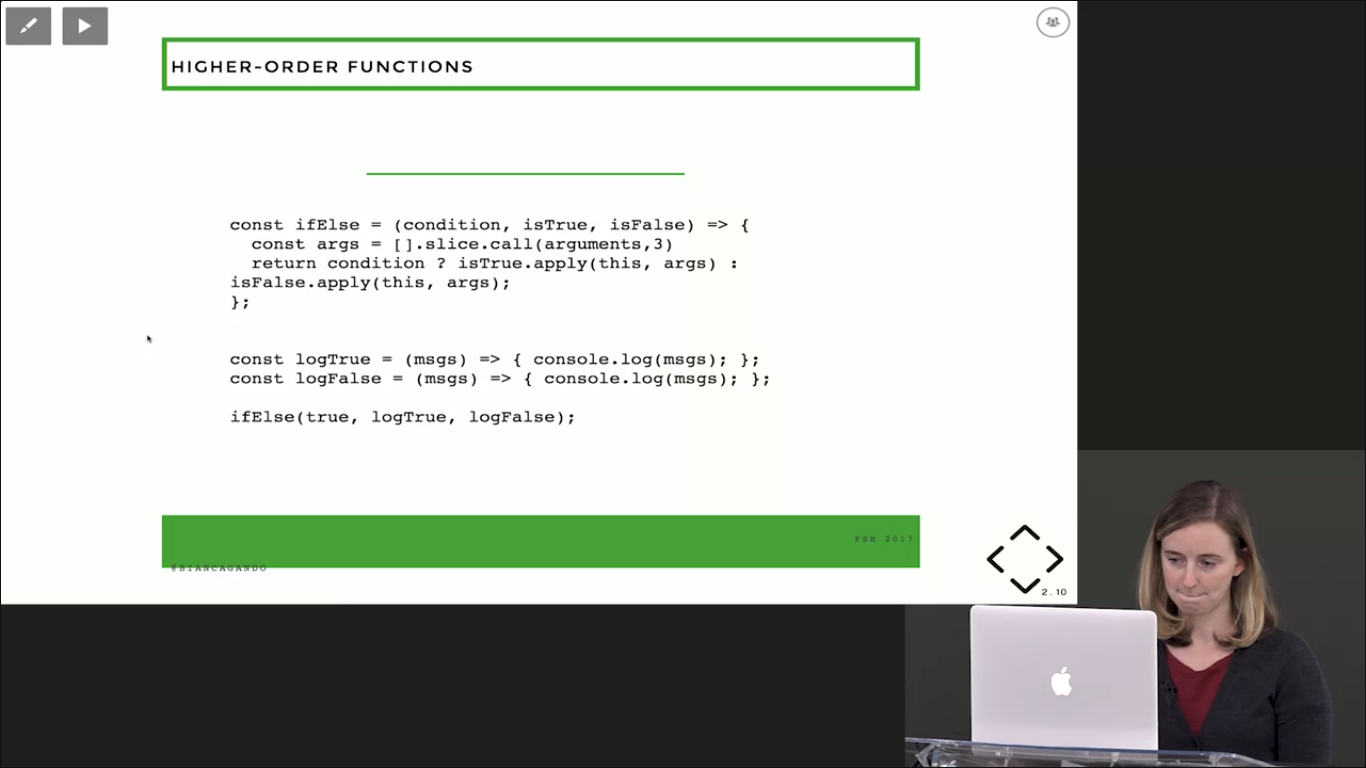 HIGHER-ORDER FUNCTIONS
const ifElse = (condition, isTrue, isFalse) => {
  const args = [].slice.call(arguments,3)
  return condition ? isTrue.apply(this, args) :
isFalse.apply(this, args);
};
const logTrue = (msgs) => { console.log(msgs); };
const logFalse = (msgs) => { console.log(msgs); };
ifElse(true, logTrue, logFalse);
FEM 2017
@BIANCAGANDO
2.10